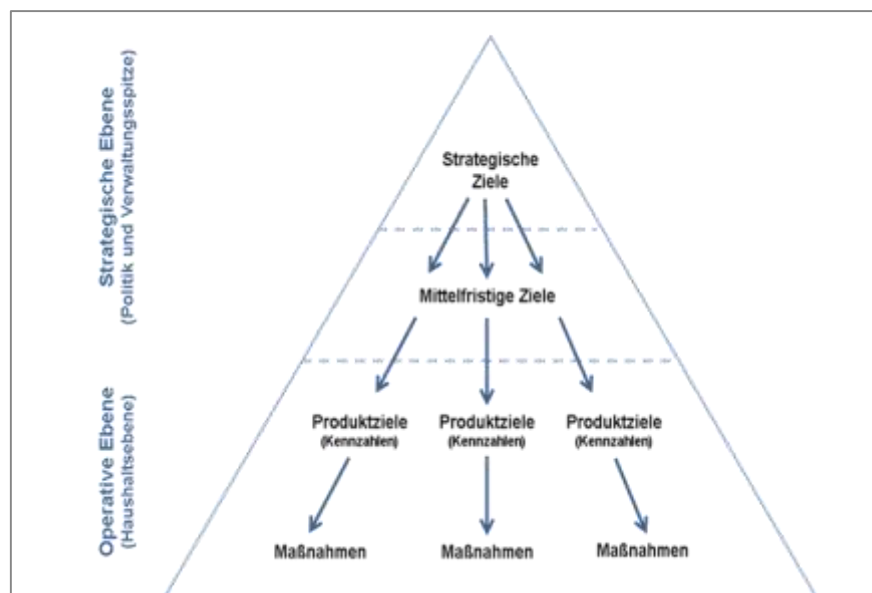 Strategische Ebene
(Politik und Verwaltungsspitze)
Strategische
Ziele
Mittelfristige Ziele
Operative Ebene
(Haushaltsebene)
Produktziele
(Kennzahlen)
Produktziele
(Kennzahlen)
Produktziele
(Kennzahlen)
Maßnahmen
Maßnahmen
Maßnahmen